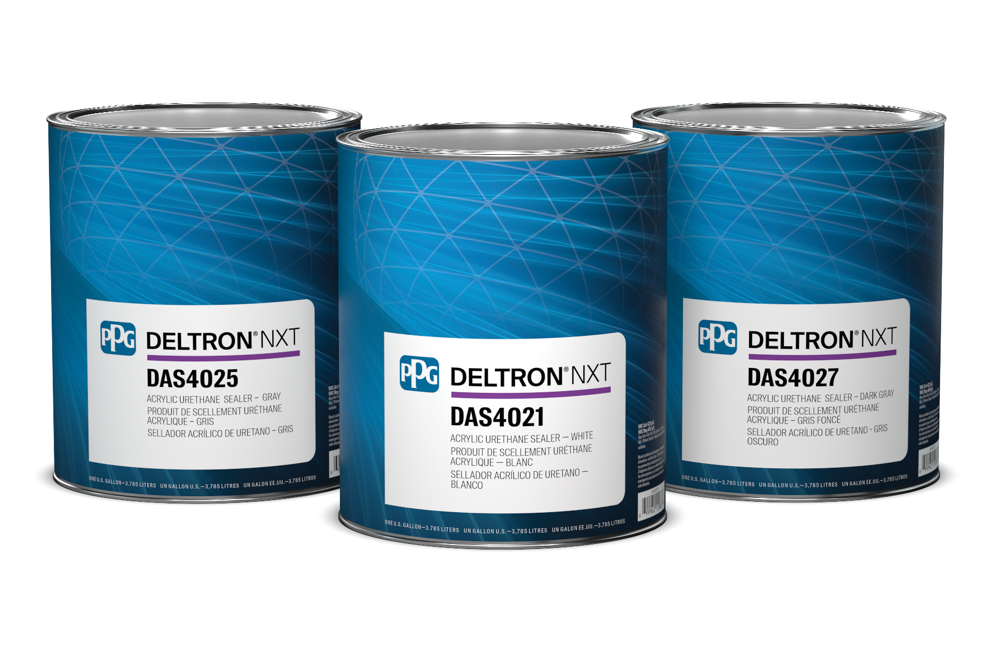 PPG DELTRON® NXT
DAS4025
ACRYLIC URETHANE SEALER – GRAY
PRODUIT DE SCELLEMENT URÉTHANE
ACRYLIQUE – GRIS
SELLADOR ACRÍLICO DE URETANO – GRIS
ONE U.S. GALLON—3.785 LITERS UN GALLON U.S.—3,785 LITRES UN GALON EE.UU.—3.785 LITROS
PPG DELTRON® NXT
DAS4021
ACRYLIC URETHANE SEALER — WHITE
PRODUIT DE SCELLEMENT URÉTHANE
ACRYLIQUE — BLANC
SELLADOR ACRÍLICO DE URETANO —
BLANCO
ONE U.S. GALLON—3.785 LITERS UN GALLON U.S.—3,785 LITRES UN GALON EE.UU.—3.785 LITROS
PPG DELTRON® NXT
DAS4027
ACRYLIC URETHANE SEALER – DARK GRAY
PRODUIT DE SCELLEMENT URÉTHANE
ACRYLIQUE – GRIS FONCÉ
SELLADOR ACRÍLICO DE URETANO - GRIS
OSCURO
ONE U.S. GALLON—3.785 LITERS UN GALLON U.S.—3,785 LITRES UN GALON EE.UU.—3.785 LITROS